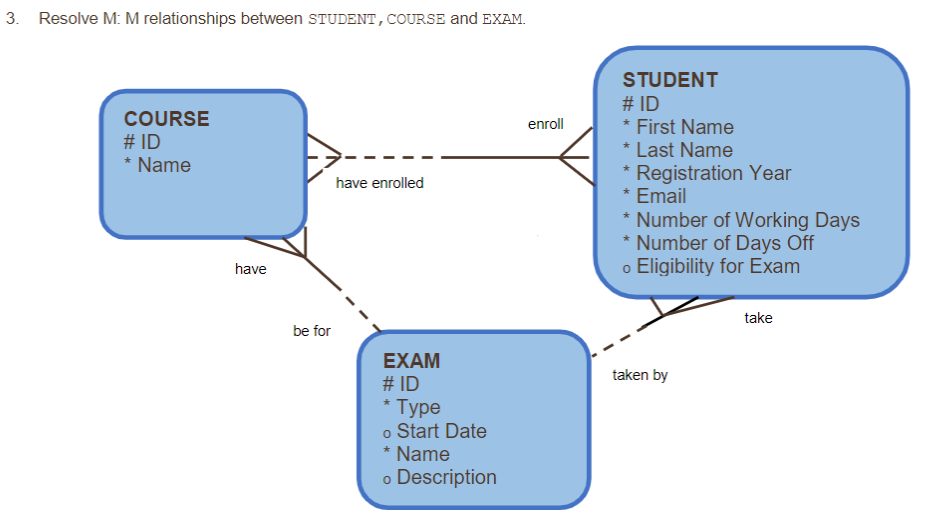 3. Resolve M: M relationships between STUDENT, COURSE and EXAM.
COURSE
# ID
* Name
enroll
have enrolled
STUDENT
# ID
* First Name
* Last Name
* Registration Year
* Email
* Number of Working Days
* Number of Days Off
o Eligibility for Exam
have
be for
take
taken by
EXAM
# ID
* Type
o Start Date
* Name
o Description